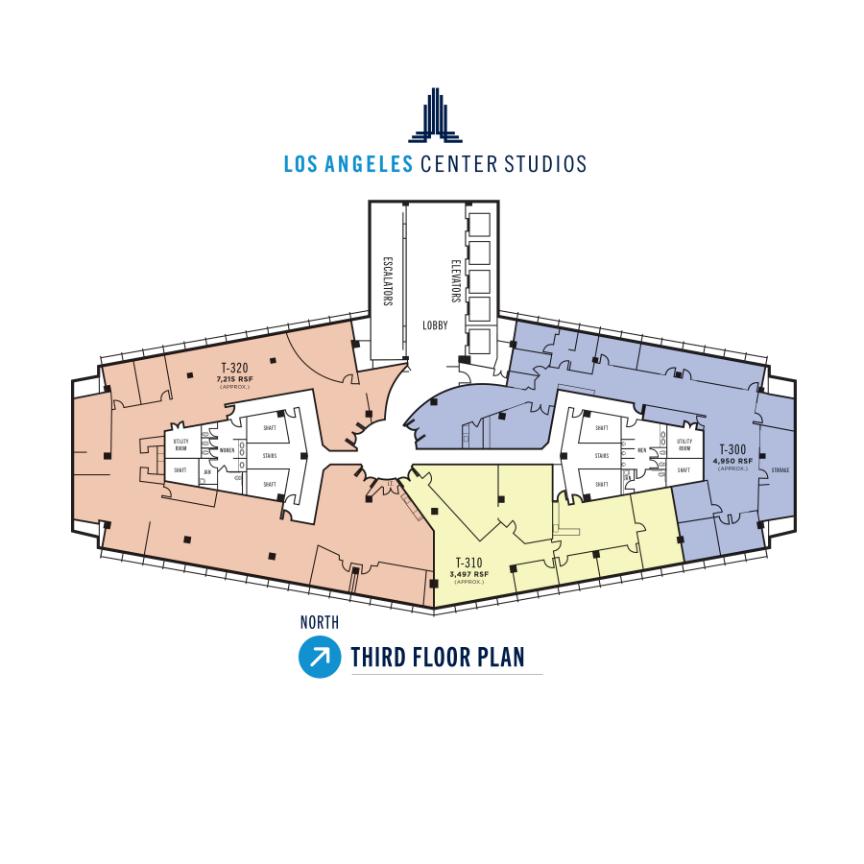 LOS ANGELES CENTER STUDIOS
ESCALATORS
ELEVATORS
LOBBY
T-320
7,215 RSF
(APPROX.)
T-300
4,950 RSF
(APPROX.)
STORAGE
UTILITY
ROOM
SHAFT
WOMEN
JAN
SHAFT
STAIRS
SHAFT
SHAFT
STAIRS
SHAFT
MEN
UTILITY
ROOM
SHAFT
T-310
3,497 RSF
(APPROX.)
NORTH
THIRD FLOOR PLAN